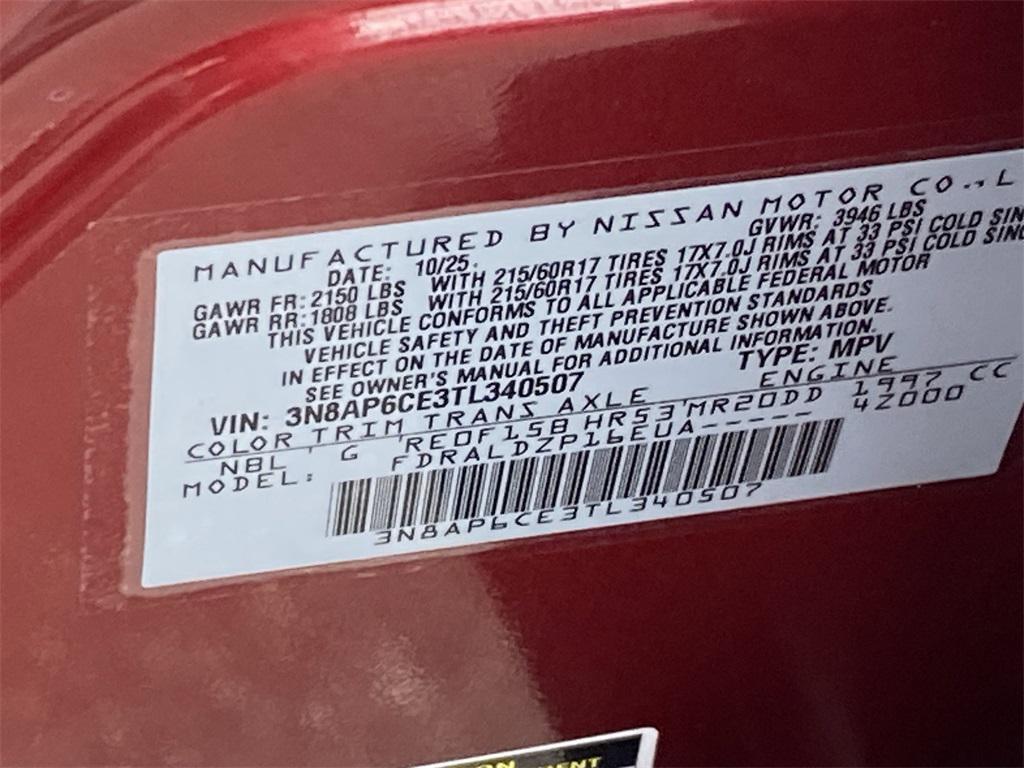 MANUFACTURED BY NISSAN MOTOR CO., L
DATE: 10/25. GVWR: 3946 LBS
GAWR FR: 2150 LBS WITH 215/60R17 TIRES 17X7.0J RIMS AT 33 PSI COLD SIN
GAWR RR: 1808 LBS WITH 215/60R17 TIRES 17X7.0J RIMS AT 33 PSI COLD SING
THIS VEHICLE CONFORMS TO ALL APPLICABLE FEDERAL MOTOR
VEHICLE SAFETY AND THEFT PREVENTION STANDARDS
IN EFFECT ON THE DATE OF MANUFACTURE SHOWN ABOVE.
SEE OWNER'S MANUAL FOR ADDITIONAL INFORMATION.
VIN: 3N8AP6CE3TL340507 TYPE: MPV
COLOR TRIM TRANS AXLE ENGINE
NBL G RE0F15B HR53 MR20DD 1997 CC
MODEL: FDRALDZP16EUA----- 42000
3N8AP6CE3TL340507